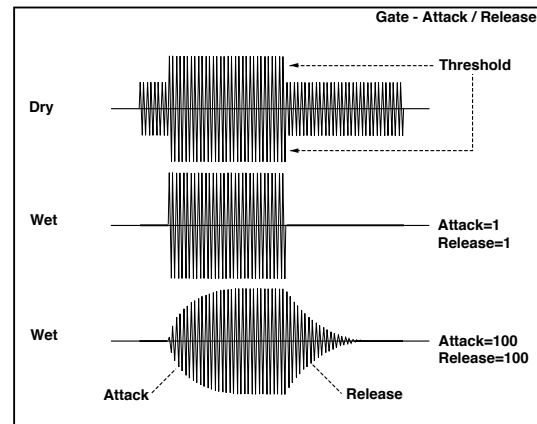 Gate - Attack / Release
Threshold
Dry
Wet
Attack=1
Release=1
Wet
Attack=100
Release=100
Attack
Release